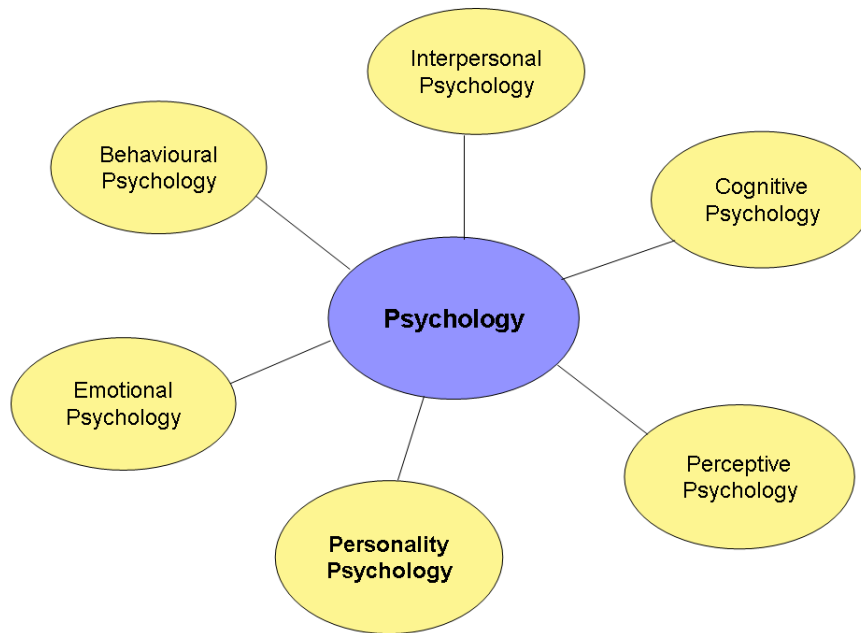 Interpersonal
Psychology
Behavioural
Psychology
Cognitive
Psychology
Psychology
Emotional
Psychology
Perceptive
Psychology
Personality
Psychology